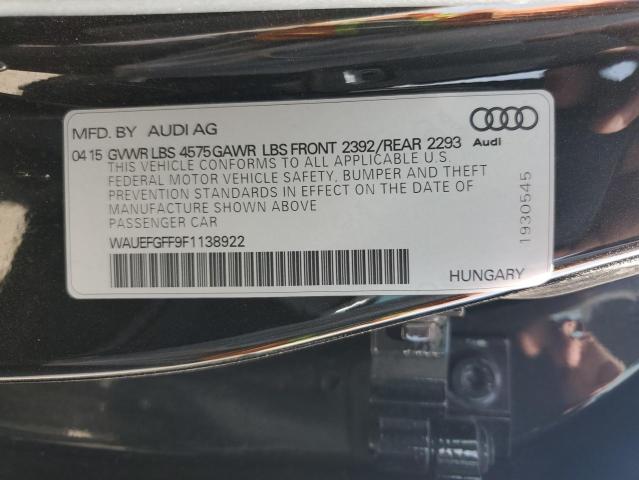 MFD. BY AUDI AG
04 15 GVWR LBS 4575 GAWR LBS FRONT 2392/REAR 2293
THIS VEHICLE CONFORMS TO ALL APPLICABLE U.S.
FEDERAL MOTOR VEHICLE SAFETY, BUMPER AND THEFT
PREVENTION STANDARDS IN EFFECT ON THE DATE OF
MANUFACTURE SHOWN ABOVE
PASSENGER CAR
WAUEFGFF9F1138922
Audi
1930545
HUNGARY